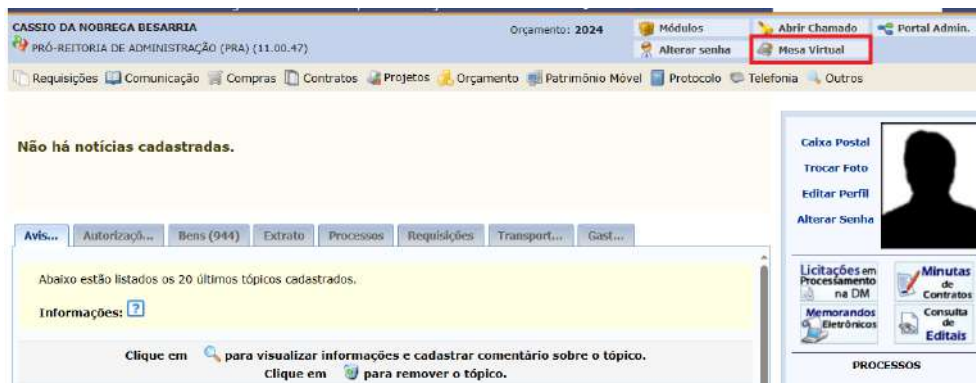 CASSIO DA NOBREGA BESARRIA
Orçamento: 2024
Módulos
Abrir Chamado
Portal Admin.
PRÓ-REITORIA DE ADMINISTRAÇÃO (PRA) (11.00.47)
Alterar senha
Mesa Virtual
Requisições Comunicação Compras Contratos Projetos Orçamento Patrimônio Móvel Protocolo Telefonia Outros
Não há notícias cadastradas.
Caixa Postal
Trocar Foto
Editar Perfil
Alterar Senha
Avis... Autorizaçõ... Bens (944) Extrato Processos Requisições Transport... Gast...
Abaixo estão listados os 20 últimos tópicos cadastrados.
Informações: ?
Clique em para visualizar informações e cadastrar comentário sobre o tópico.
Clique em para remover o tópico.
Licitações em
Processamento
na DM
Minutas
de
Contratos
Memorandos
Eletrônicos
Consulta
de
Editais
PROCESSOS